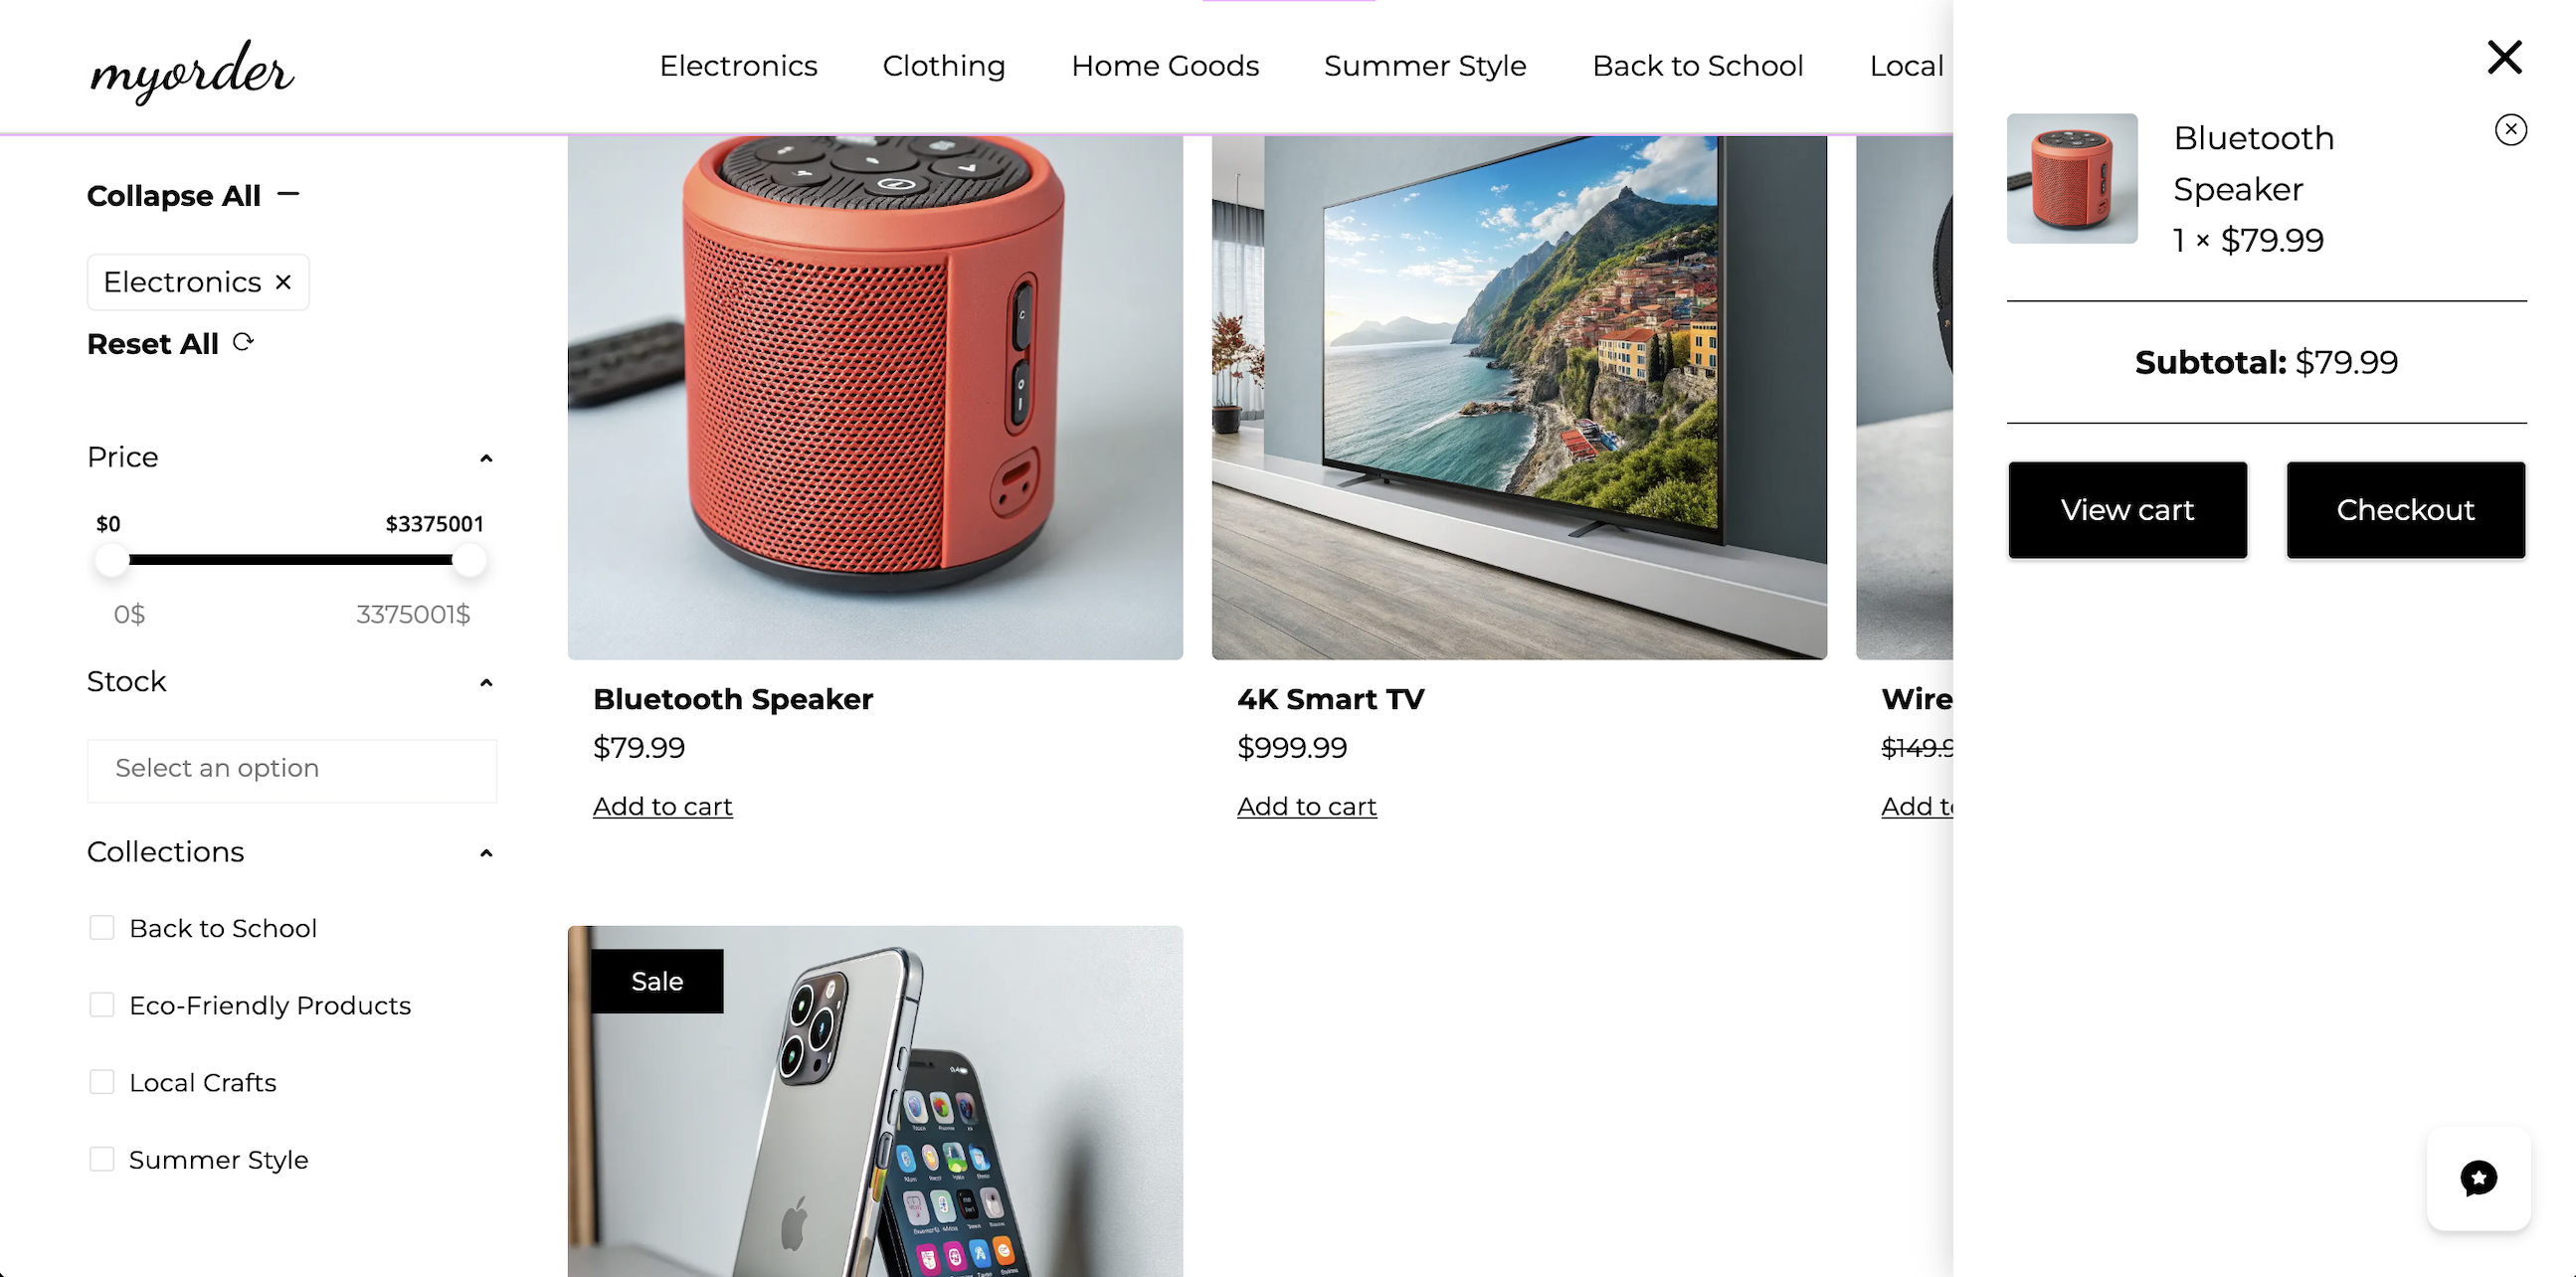 myorder
Electronics
Clothing
Home Goods
Summer Style
Back to School
Local
Collapse All
Electronics ×
Reset All
Price
$0
$3375001
0$
3375001$
Stock
Select an option
Collections
Back to School
Eco-Friendly Products
Local Crafts
Summer Style
Bluetooth Speaker
$79.99
Add to cart
4K Smart TV
$999.99
Add to cart
Wire
$149.9
Add to
Sale
Bluetooth
Speaker
1 × $79.99
Subtotal: $79.99
View cart
Checkout